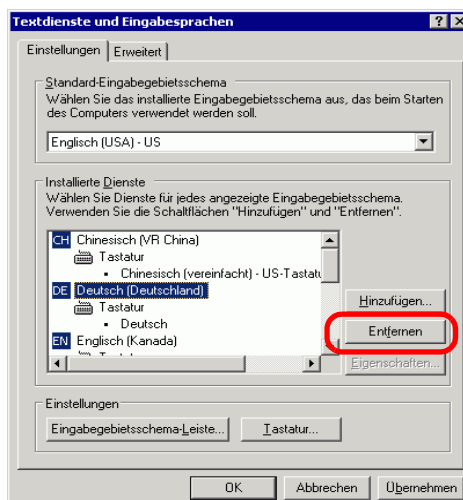 Textdienste und Eingabesprachen
Einstellungen Erweitert
Standard-Eingabegebietsschema
Wählen Sie das installierte Eingabegebietsschema aus, das beim Starten
des Computers verwendet werden soll.
Englisch (USA) - US
Installierte Dienste
Wählen Sie Dienste für jedes angezeigte Eingabegebietsschema.
Verwenden Sie die Schaltflächen "Hinzufügen" und "Entfernen".
CH Chinesisch (VR China)
Tastatur
• Chinesisch (vereinfacht) - US-Tastatu
DE Deutsch (Deutschland)
Tastatur
• Deutsch
EN Englisch (Kanada)
Hinzufügen...
Entfernen
Eigenschaften...
Einstellungen
Eingabegebietsschema-Leiste... Tastatur...
OK Abbrechen Übernehmen